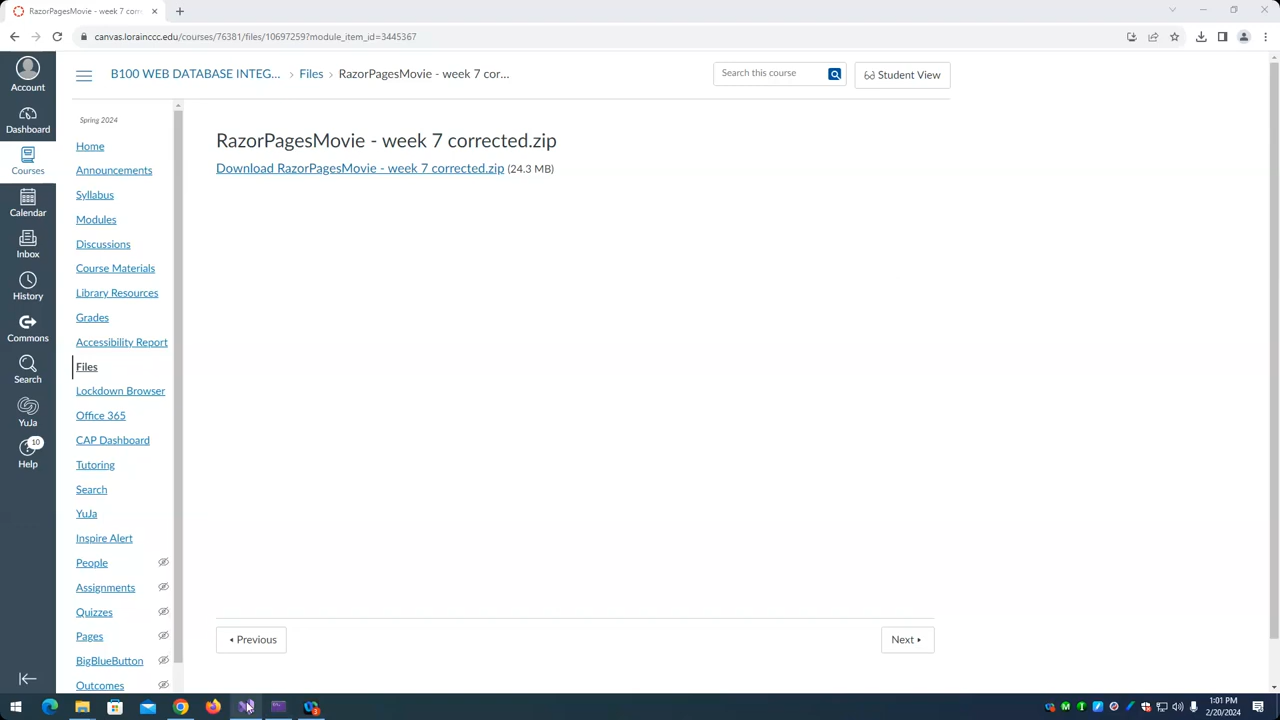 RazorPagesMovie - week 7 corr
canvas.lorainccc.edu/courses/76381/files/10697259?module_item_id=3445367
Account
Dashboard
Courses
Calendar
Inbox
History
Commons
Search
YuJa
10
Help
B100 WEB DATABASE INTEG... › Files › RazorPagesMovie - week 7 cor...
Search this course
Student View
Spring 2024
Home
Announcements
Syllabus
Modules
Discussions
Course Materials
Library Resources
Grades
Accessibility Report
Files
Lockdown Browser
Office 365
CAP Dashboard
Tutoring
Search
YuJa
Inspire Alert
People
Assignments
Quizzes
Pages
BigBlueButton
Outcomes
RazorPagesMovie - week 7 corrected.zip
Download RazorPagesMovie - week 7 corrected.zip (24.3 MB)
Previous
Next
1:01 PM
2/20/2024